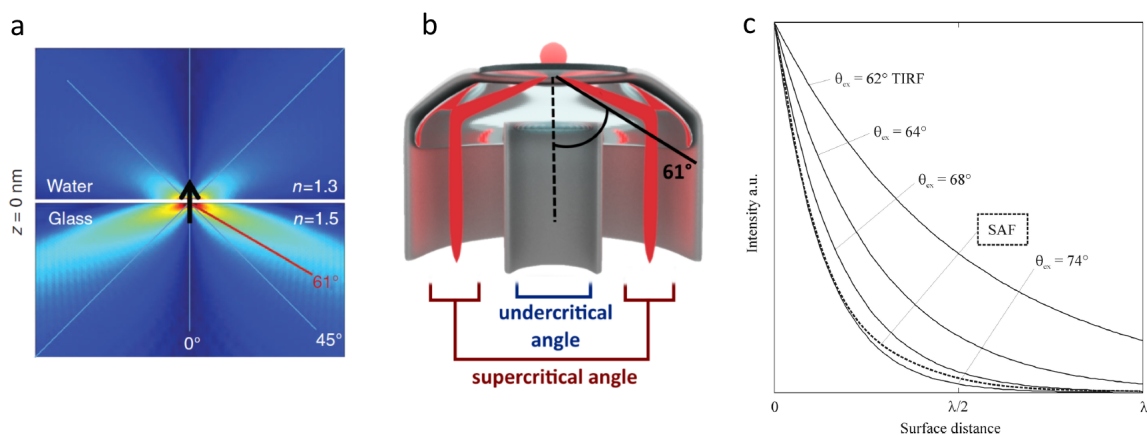 a
z = 0 nm
Water
n=1.3
Glass
n=1.5
61°
0°
45°
b
61°
undercritical
angle
supercritical angle
c
Intensity a.u.
θex = 62° TIRF
θex = 64°
θex = 68°
SAF
θex = 74°
0
λ/2
λ
Surface distance